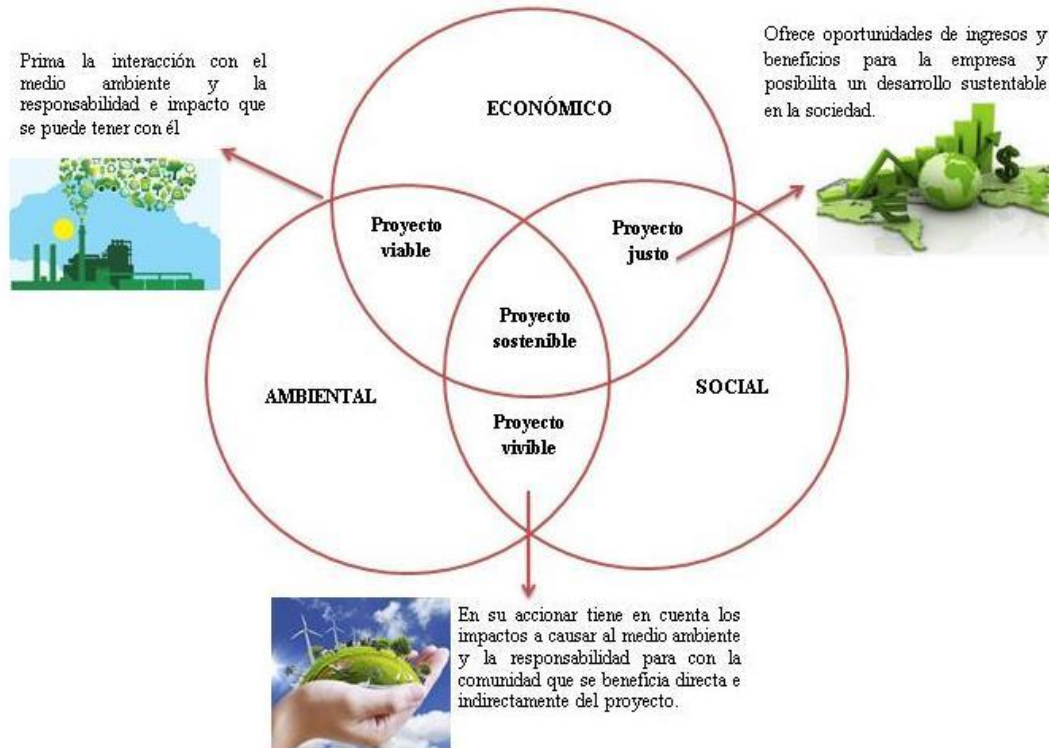 Prima la interacción con el
medio ambiente y la
responsabilidad e impacto que
se puede tener con él
Ofrece oportunidades de ingresos y
beneficios para la empresa y
posibilita un desarrollo sustentable
en la sociedad.
ECONÓMICO
Proyecto
viable
Proyecto
justo
Proyecto
sostenible
AMBIENTAL
SOCIAL
Proyecto
vivible
En su accionar tiene en cuenta los
impactos a causar al medio ambiente
y la responsabilidad para con la
comunidad que se beneficia directa e
indirectamente del proyecto.